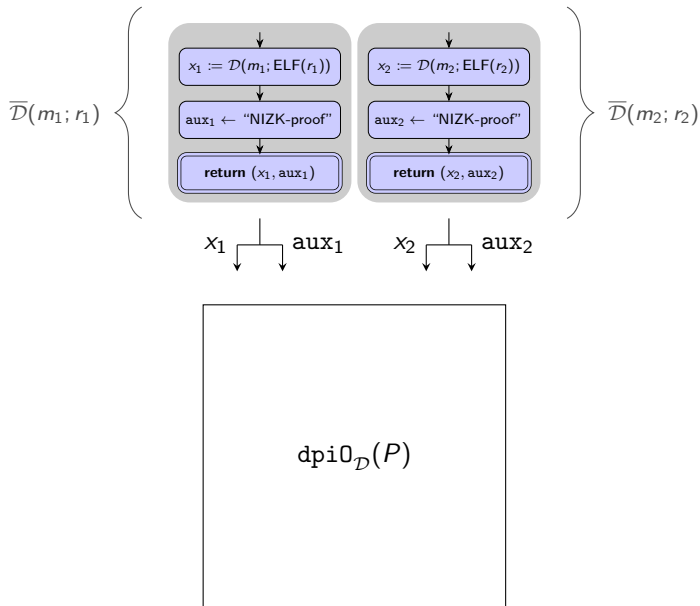 x₁ := 𝒟(m₁; ELF(r₁))
aux₁ ← “NIZK-proof”
return (x₁, aux₁)
x₂ := 𝒟(m₂; ELF(r₂))
aux₂ ← “NIZK-proof”
return (x₂, aux₂)
𝒟̅(m₁; r₁)
𝒟̅(m₂; r₂)
x₁ aux₁ x₂ aux₂
dpiO_𝒟(P)